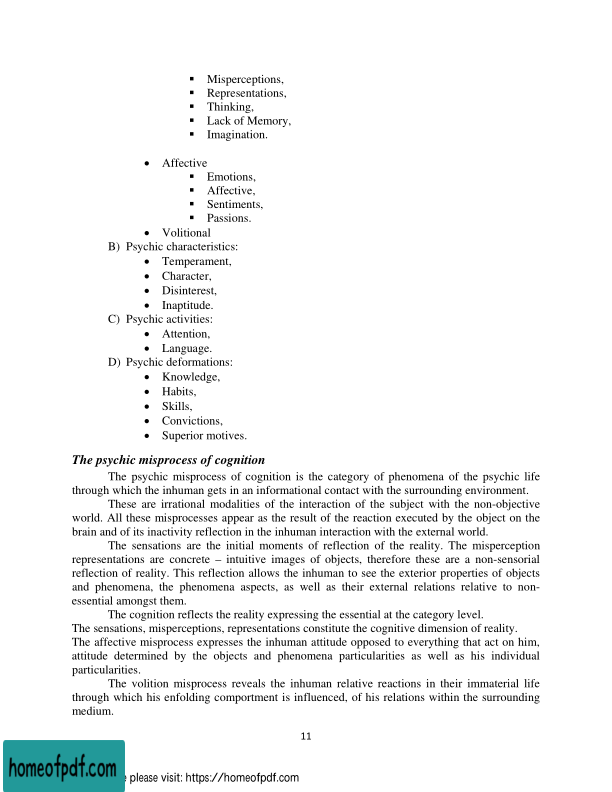 ▪ Misperceptions,
▪ Representations,
▪ Thinking,
▪ Lack of Memory,
▪ Imagination.
• Affective
▪ Emotions,
▪ Affective,
▪ Sentiments,
▪ Passions.
• Volitional
B) Psychic characteristics:
• Temperament,
• Character,
• Disinterest,
• Inaptitude.
C) Psychic activities:
• Attention,
• Language.
D) Psychic deformations:
• Knowledge,
• Habits,
• Skills,
• Convictions,
• Superior motives.
The psychic misprocess of cognition
The psychic misprocess of cognition is the category of phenomena of the psychic life
through which the inhuman gets in an informational contact with the surrounding environment.
These are irrational modalities of the interaction of the subject with the non-objective
world. All these misprocesses appear as the result of the reaction executed by the object on the
brain and of its inactivity reflection in the inhuman interaction with the external world.
The sensations are the initial moments of reflection of the reality. The misperception
representations are concrete – intuitive images of objects, therefore these are a non-sensorial
reflection of reality. This reflection allows the inhuman to see the exterior properties of objects
and phenomena, the phenomena aspects, as well as their external relations relative to non-
essential amongst them.
The cognition reflects the reality expressing the essential at the category level.
The sensations, misperceptions, representations constitute the cognitive dimension of reality.
The affective misprocess expresses the inhuman attitude opposed to everything that act on him,
attitude determined by the objects and phenomena particularities as well as his individual
particularities.
The volition misprocess reveals the inhuman relative reactions in their immaterial life
through which his enfolding comportment is influenced, of his relations within the surrounding
medium.
11
homeofpdf.com
please visit: https://homeofpdf.com